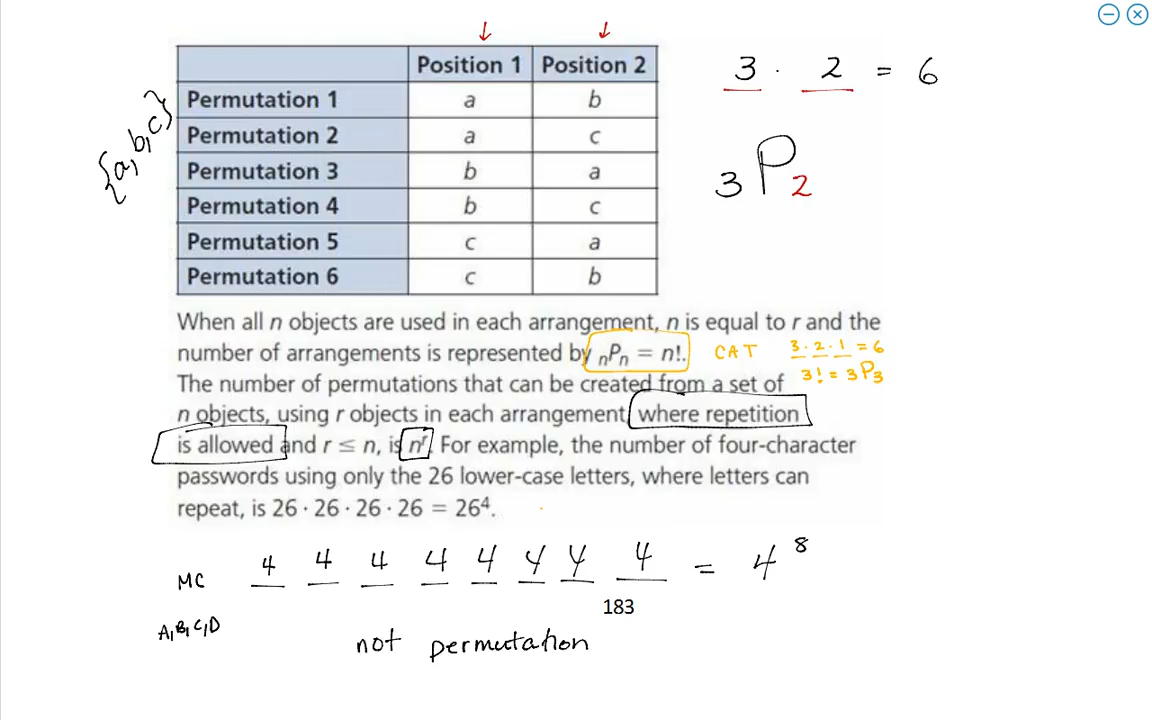 Position 1 Position 2
3 · 2 = 6
{a, b, c}
Permutation 1 a b
Permutation 2 a c
Permutation 3 b a
Permutation 4 b c
Permutation 5 c a
Permutation 6 c b
3P2
When all n objects are used in each arrangement, n is equal to r and the
number of arrangements is represented by nPn = n!.
CAT 3 · 2 · 1 = 6
3! = 3P3
The number of permutations that can be created from a set of
n objects, using r objects in each arrangement where repetition
is allowed and r ≤ n, is nʳ. For example, the number of four-character
passwords using only the 26 lower-case letters, where letters can
repeat, is 26 · 26 · 26 · 26 = 26⁴.
MC 4 4 4 4 4 4 4 4 = 4⁸
183
A, B, C, D
not permutation